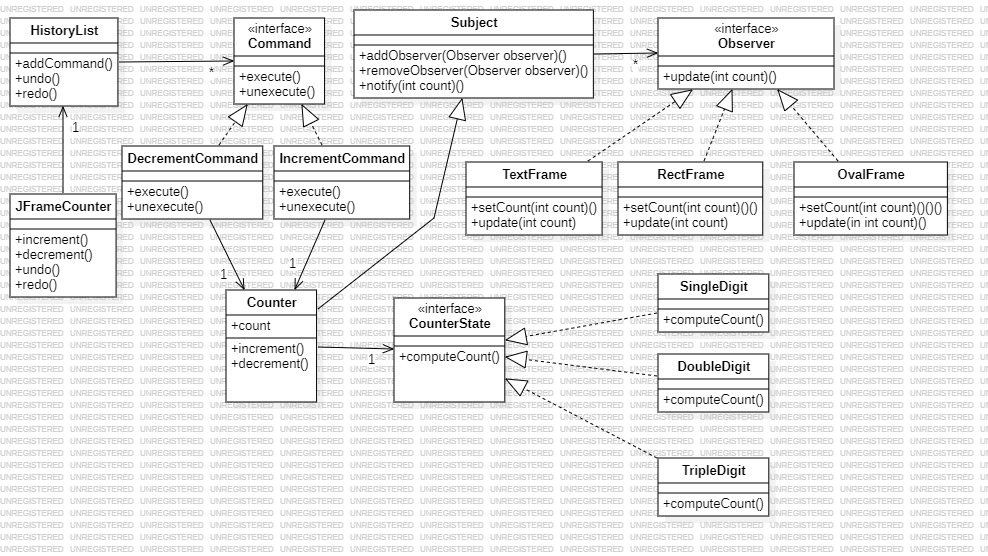 HistoryList
+addCommand()
+undo()
+redo()
«interface»
Command
+execute()
+unexecute()
Subject
+addObserver(Observer observer)()
+removeObserver(Observer observer)()
+notify(int count)()
«interface»
Observer
+update(int count)()
*
*
1
DecrementCommand
+execute()
+unexecute()
IncrementCommand
+execute()
+unexecute()
TextFrame
+setCount(int count)()
+update(int count)
RectFrame
+setCount(int count)()()
+update(int count)
OvalFrame
+setCount(int count)()()()
+update(in int count)()
JFrameCounter
+increment()
+decrement()
+undo()
+redo()
1
1
Counter
+count
+increment()
+decrement()
1
«interface»
CounterState
+computeCount()
SingleDigit
+computeCount()
DoubleDigit
+computeCount()
TripleDigit
+computeCount()
UNREGISTERED